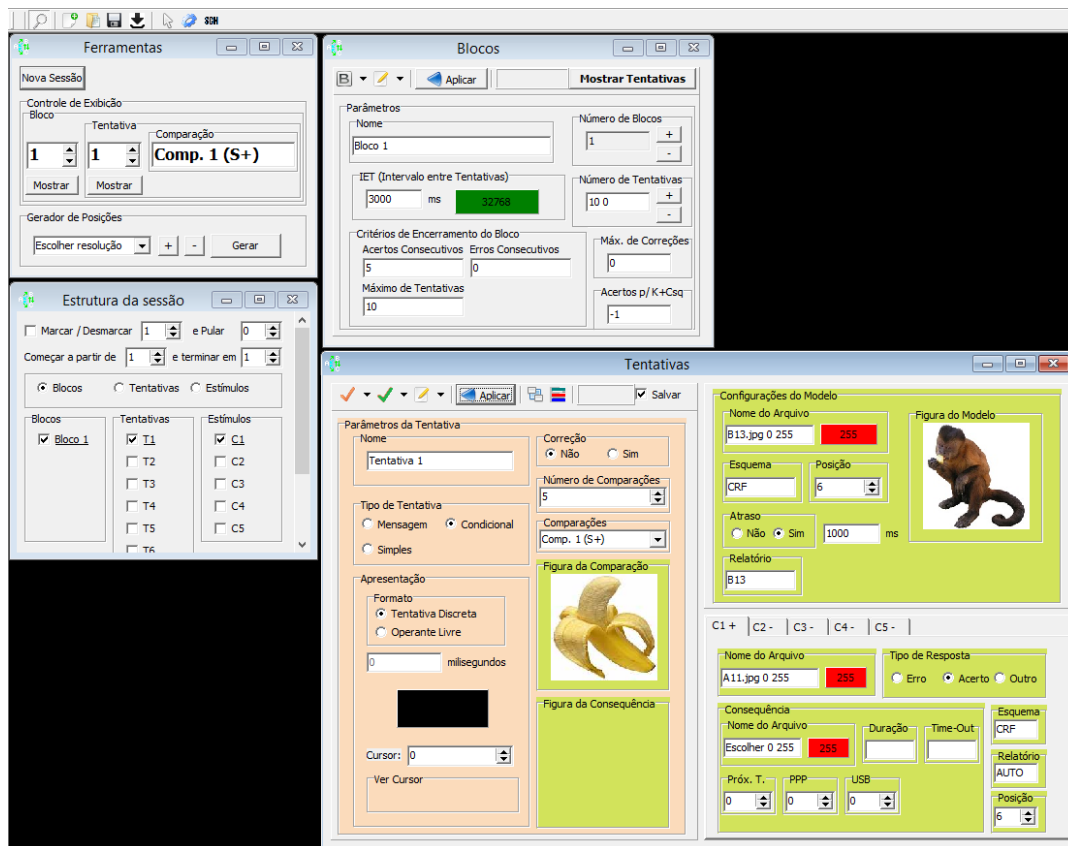 SDH
Ferramentas
Nova Sessão
Controle de Exibição
Bloco
Tentativa
Comparação
1
1
Comp. 1 (S+)
Mostrar
Mostrar
Gerador de Posições
Escolher resolução
+
-
Gerar
Estrutura da sessão
Marcar / Desmarcar 1 e Pular 0
Começar a partir de 1 e terminar em 1
Blocos Tentativas Estímulos
Blocos
Bloco 1
Tentativas
T1
T2
T3
T4
T5
T6
Estímulos
C1
C2
C3
C4
C5
Blocos
B
Aplicar
Mostrar Tentativas
Parâmetros
Nome
Bloco 1
Número de Blocos
1
+
-
IET (Intervalo entre Tentativas)
3000 ms 32768
Número de Tentativas
10 0
+
-
Critérios de Encerramento do Bloco
Acertos Consecutivos Erros Consecutivos
5 0
Máximo de Tentativas
10
Máx. de Correções
0
Acertos p/ K+Csq
-1
Tentativas
Aplicar
Salvar
Parâmetros da Tentativa
Nome
Tentativa 1
Correção
Não Sim
Número de Comparações
5
Tipo de Tentativa
Mensagem Condicional
Simples
Comparações
Comp. 1 (S+)
Figura da Comparação
Apresentação
Formato
Tentativa Discreta
Operante Livre
0 milisegundos
Cursor: 0
Ver Cursor
Figura da Consequência
Configurações do Modelo
Nome do Arquivo
B13.jpg 0 255 255
Figura do Modelo
Esquema
CRF
Posição
6
Atraso
Não Sim 1000 ms
Relatório
B13
C1 + C2 - C3 - C4 - C5 -
Nome do Arquivo
A11.jpg 0 255 255
Tipo de Resposta
Erro Acerto Outro
Consequência
Nome do Arquivo
Escolher 0 255 255
Duração
Time-Out
Próx. T.
0
PPP
0
USB
0
Esquema
CRF
Relatório
AUTO
Posição
6